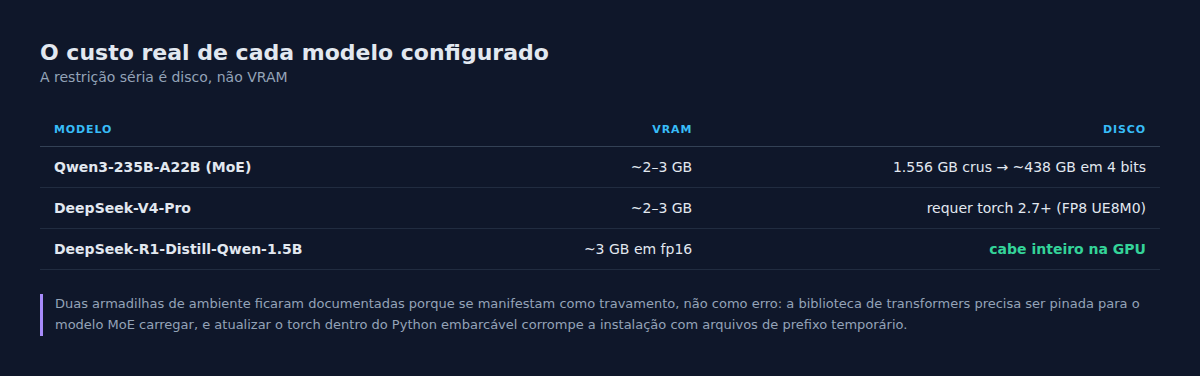 O custo real de cada modelo configurado
A restrição séria é disco, não VRAM
MODELO VRAM DISCO
Qwen3-235B-A22B (MoE) ~2–3 GB 1.556 GB crus → ~438 GB em 4 bits
DeepSeek-V4-Pro ~2–3 GB requer torch 2.7+ (FP8 UE8M0)
DeepSeek-R1-Distill-Qwen-1.5B ~3 GB em fp16 cabe inteiro na GPU
Duas armadilhas de ambiente ficaram documentadas porque se manifestam como travamento, não como erro: a biblioteca de transformers precisa ser pinada para o
modelo MoE carregar, e atualizar o torch dentro do Python embarcável corrompe a instalação com arquivos de prefixo temporário.